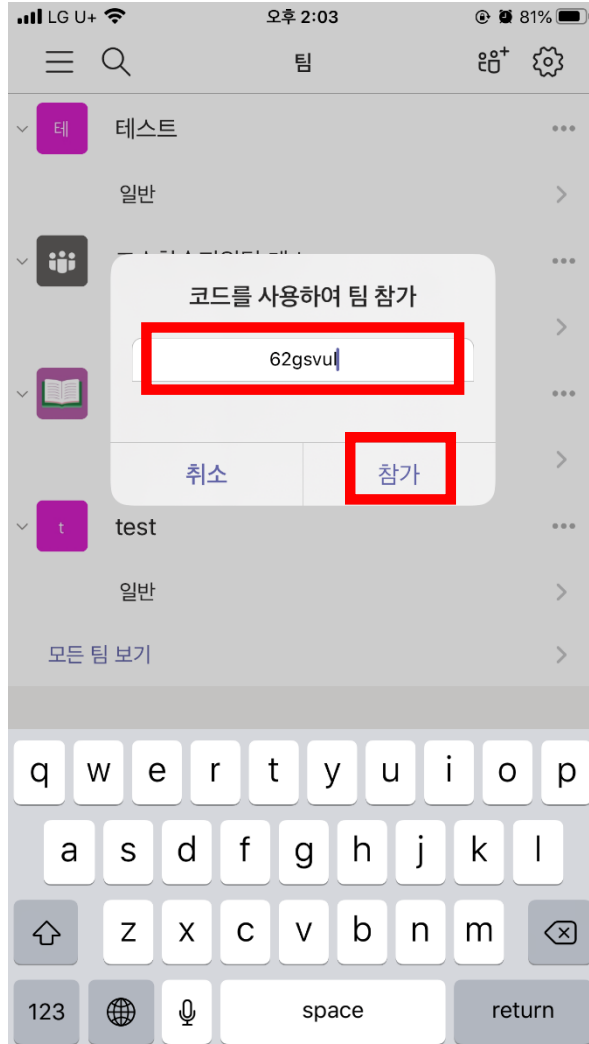 LG U+ 오후 2:03 81%
팀
테 테스트
일반
코드를 사용하여 팀 참가
62gsvul
취소 참가
t test
일반
모든 팀 보기
q w e r t y u i o p
a s d f g h j k l
z x c v b n m
123 space return